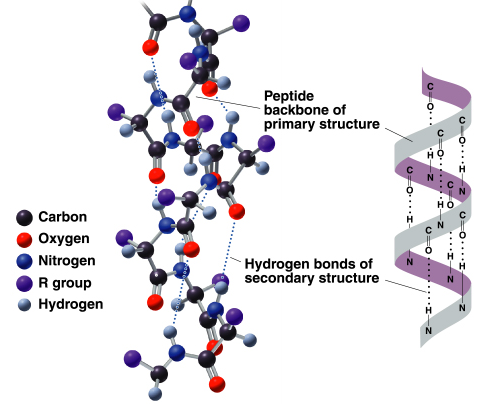 Peptide
backbone of
primary structure
Carbon
Oxygen
Nitrogen
R group
Hydrogen
Hydrogen bonds of
secondary structure
C
O
C
O
C
O
H
N
H
N
C
O
C
O
H
N
H
C
O
C
O
N
H
N
H
N
H
N